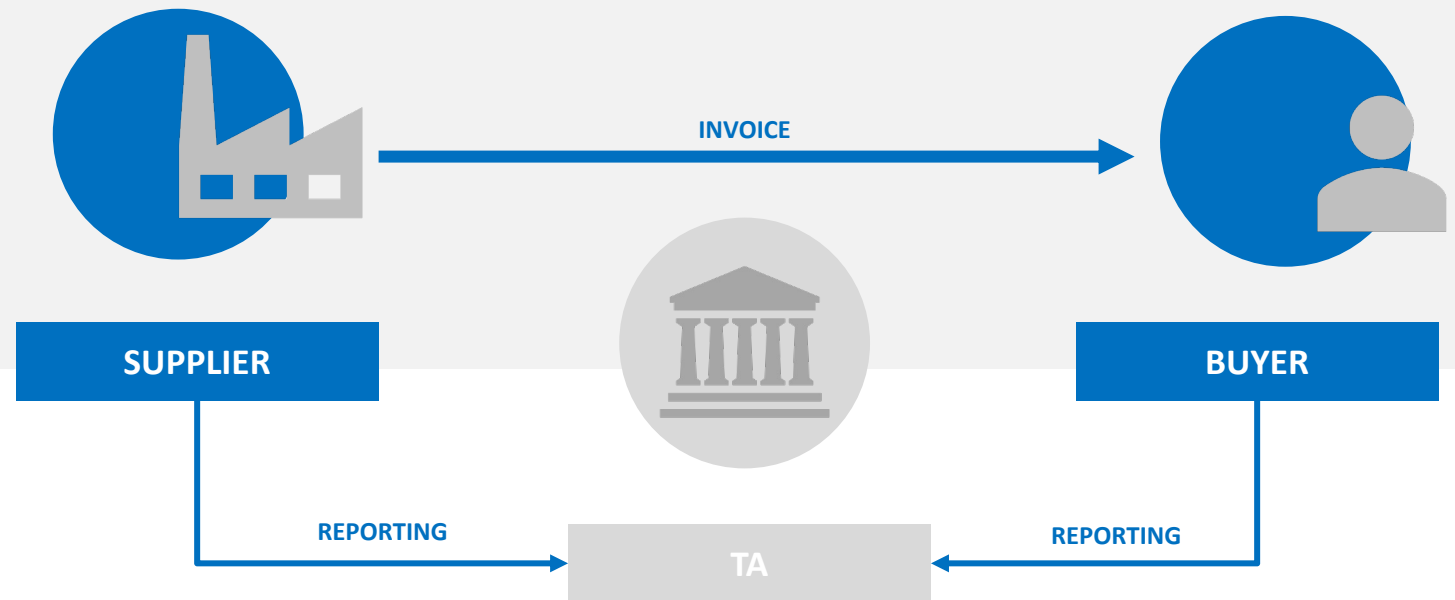 INVOICE
SUPPLIER
BUYER
REPORTING
REPORTING
TA